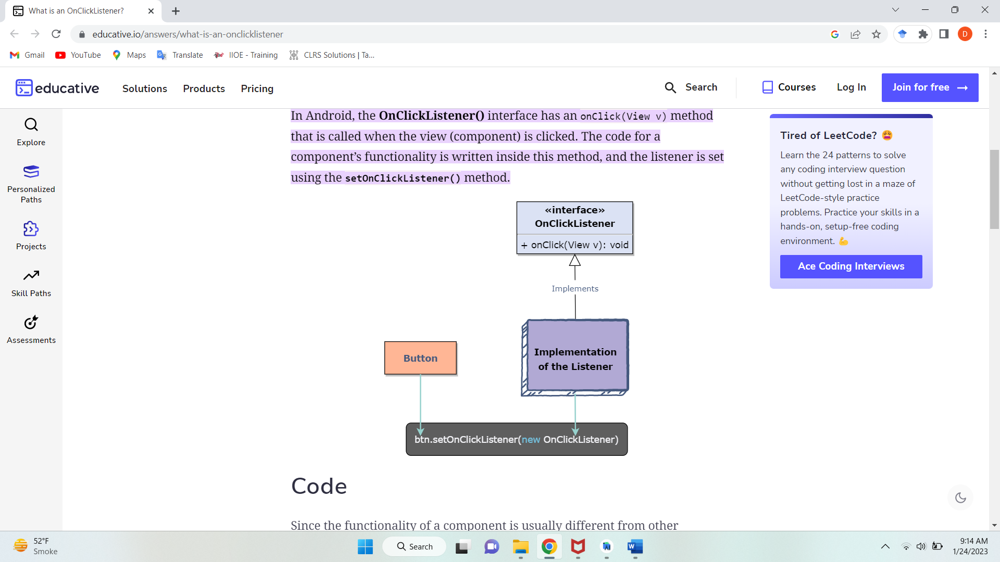 What is an OnClickListener?
educative.io/answers/what-is-an-onclicklistener
D
Gmail YouTube Maps Translate IIOE - Training CLRS Solutions | Ta...
educative Solutions Products Pricing Search Courses Log In Join for free →
Explore
Personalized
Paths
Projects
Skill Paths
Assessments
In Android, the OnClickListener() interface has an onClick(View v) method
that is called when the view (component) is clicked. The code for a
component’s functionality is written inside this method, and the listener is set
using the setOnClickListener() method.
«interface»
OnClickListener
+ onClick(View v): void
Implements
Implementation
of the Listener
Button
btn.setOnClickListener(new OnClickListener)
Code
Since the functionality of a component is usually different from other
Tired of LeetCode? 😩
Learn the 24 patterns to solve
any coding interview question
without getting lost in a maze of
LeetCode-style practice
problems. Practice your skills in a
hands-on, setup-free coding
environment. 💪
Ace Coding Interviews
52°F
Smoke
Search
9:14 AM
1/24/2023